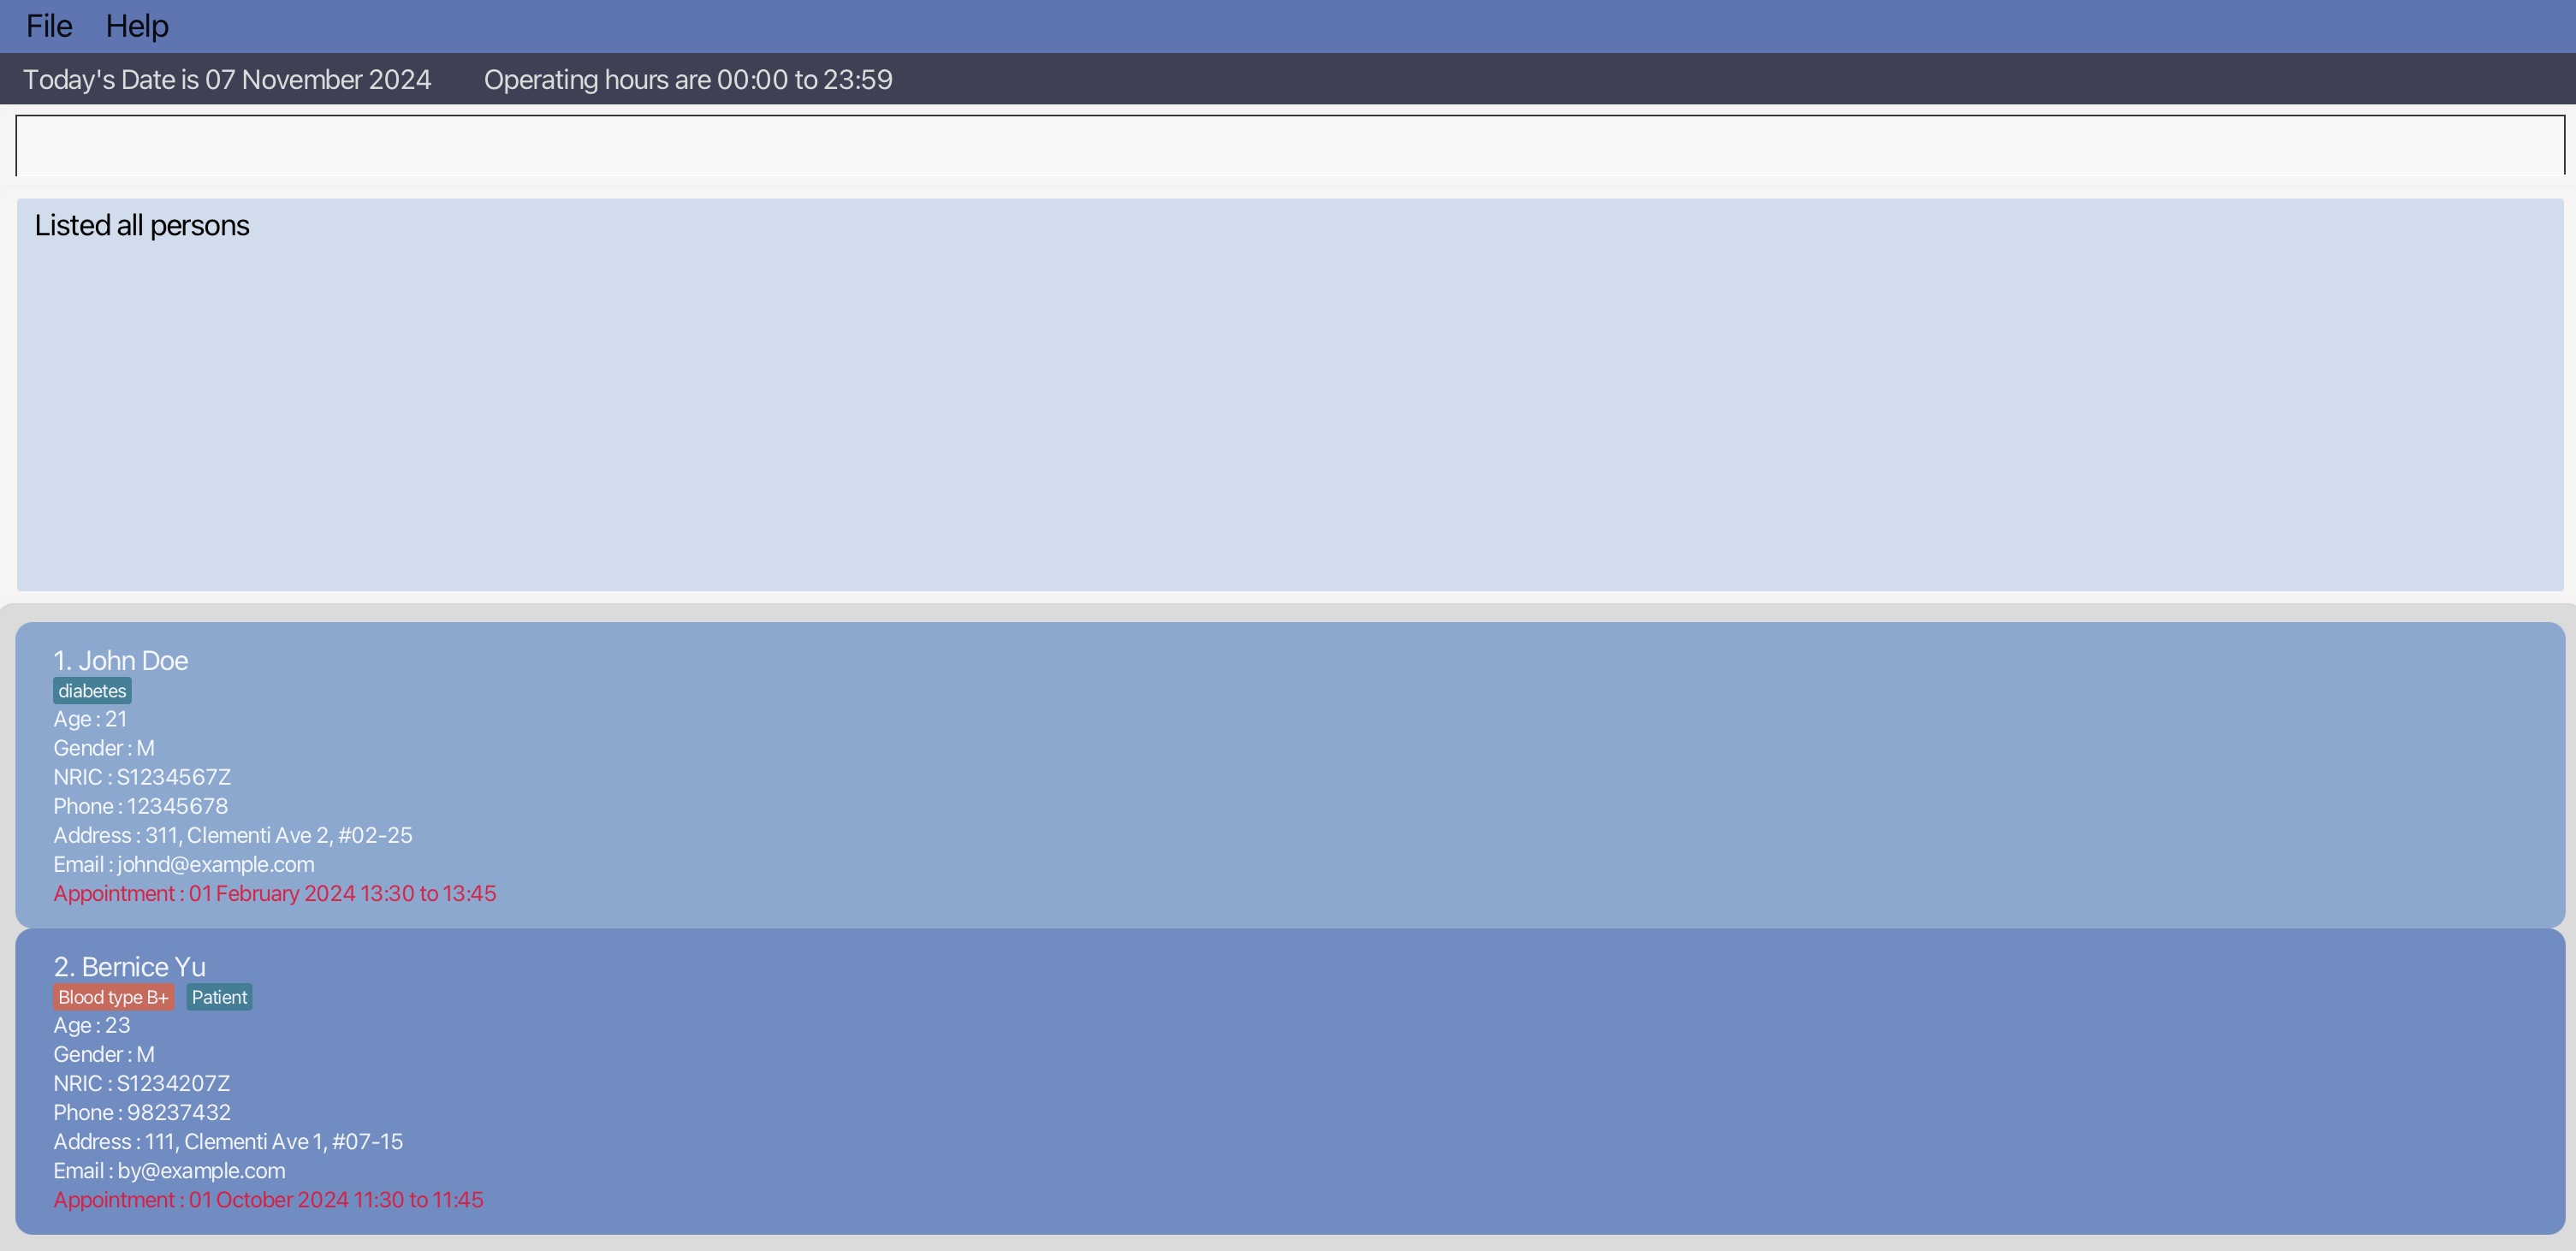 File Help
Today's Date is 07 November 2024 Operating hours are 00:00 to 23:59
Listed all persons
1. John Doe
diabetes
Age : 21
Gender : M
NRIC : S1234567Z
Phone : 12345678
Address : 311, Clementi Ave 2, #02-25
Email : johnd@example.com
Appointment : 01 February 2024 13:30 to 13:45
2. Bernice Yu
Blood type B+ Patient
Age : 23
Gender : M
NRIC : S1234207Z
Phone : 98237432
Address : 111, Clementi Ave 1, #07-15
Email : by@example.com
Appointment : 01 October 2024 11:30 to 11:45